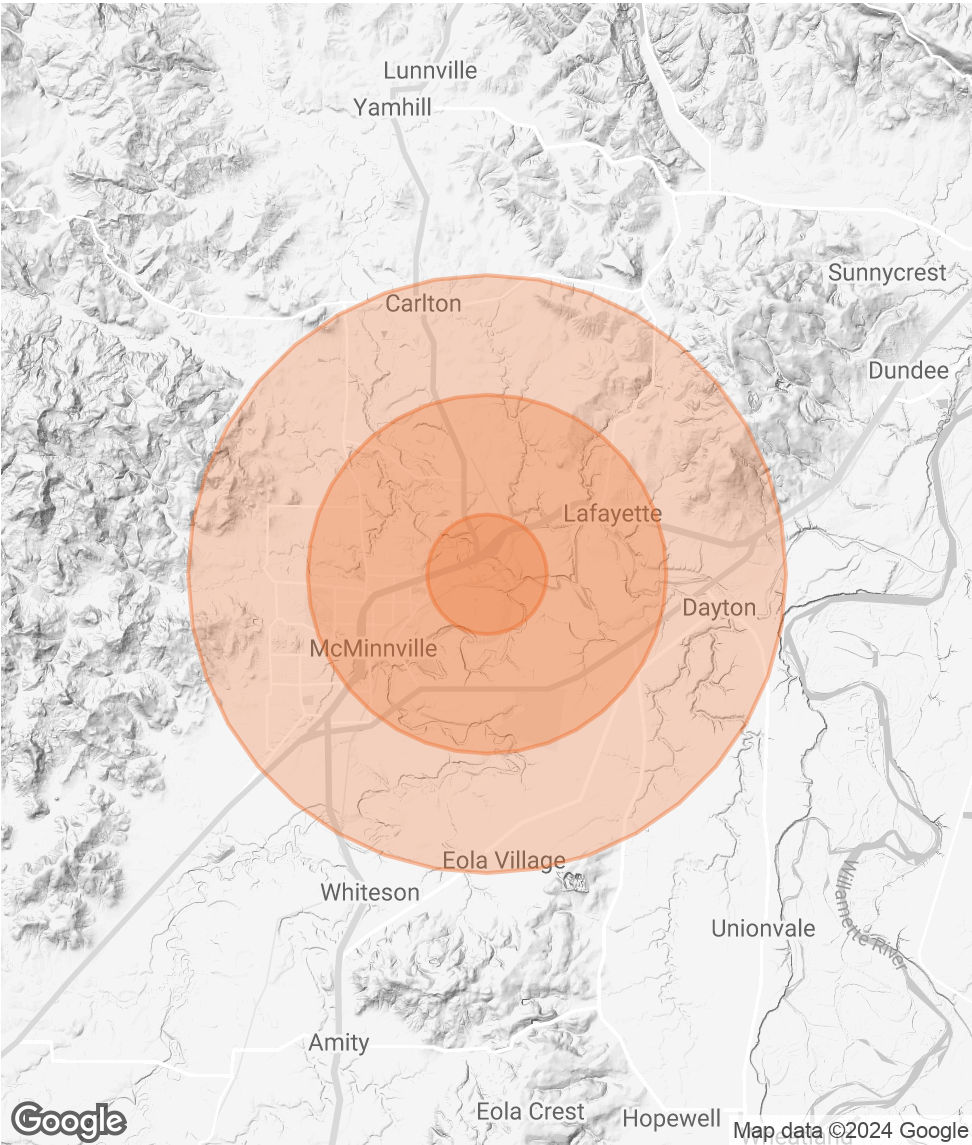 Lunnville
Yamhill
Sunnycrest
Carlton
Dundee
Lafayette
Dayton
McMinnville
Eola Village
Whiteson
Unionvale
Willamette River
Amity
Eola Crest
Hopewell
Wheatland
Google
Map data ©2024 Google